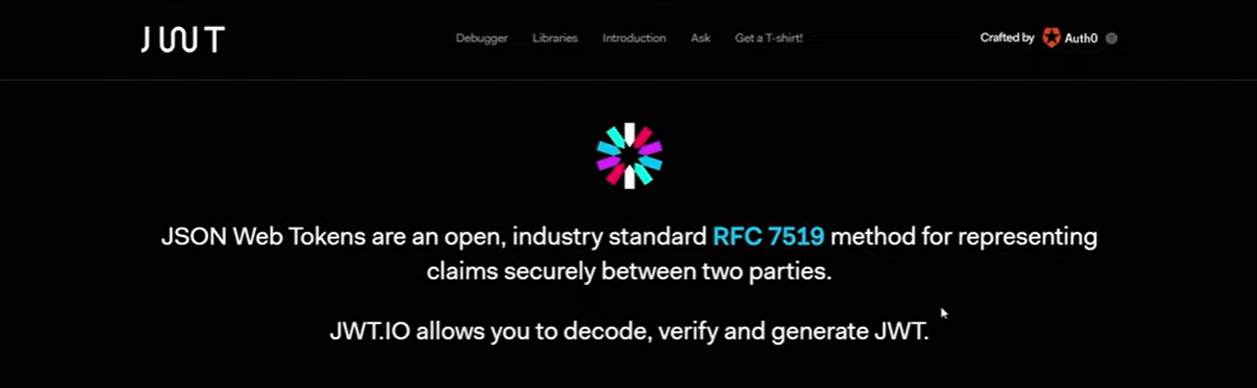 JWT
Debugger Libraries Introduction Ask Get a T-shirt!
Crafted by Auth0
JSON Web Tokens are an open, industry standard RFC 7519 method for representing
claims securely between two parties.
JWT.IO allows you to decode, verify and generate JWT.